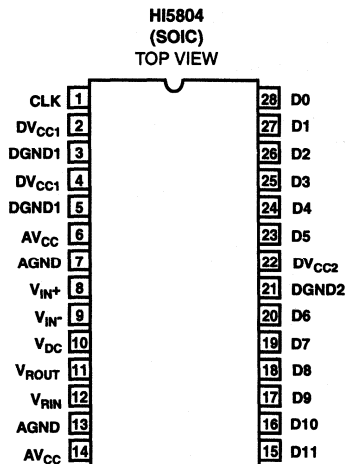 HI5804
(SOIC)
TOP VIEW
CLK 1 28 D0
DVCC1 2 27 D1
DGND1 3 26 D2
DVCC1 4 25 D3
DGND1 5 24 D4
AVCC 6 23 D5
AGND 7 22 DVCC2
VIN+ 8 21 DGND2
VIN- 9 20 D6
VDC 10 19 D7
VROUT 11 18 D8
VRIN 12 17 D9
AGND 13 16 D10
AVCC 14 15 D11